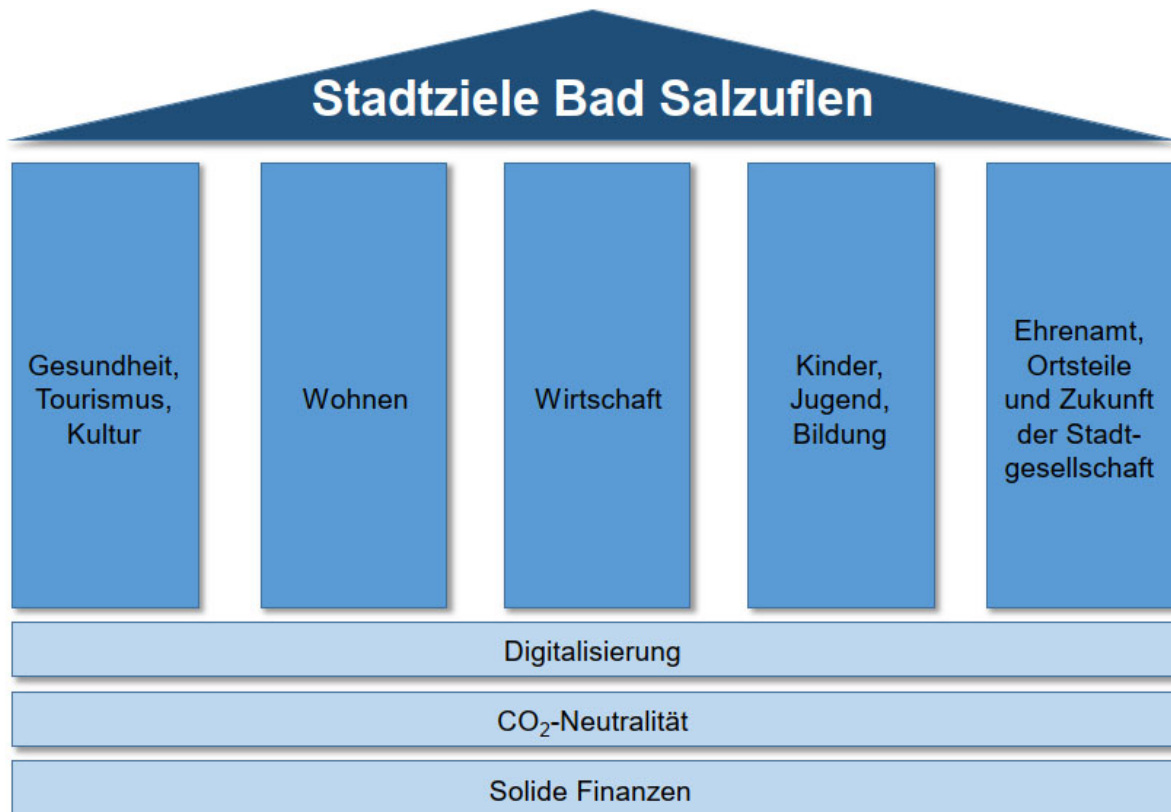 Stadtziele Bad Salzuflen
Gesundheit,
Tourismus,
Kultur
Wohnen
Wirtschaft
Kinder,
Jugend,
Bildung
Ehrenamt,
Ortsteile
und Zukunft
der Stadt-
gesellschaft
Digitalisierung
CO₂-Neutralität
Solide Finanzen